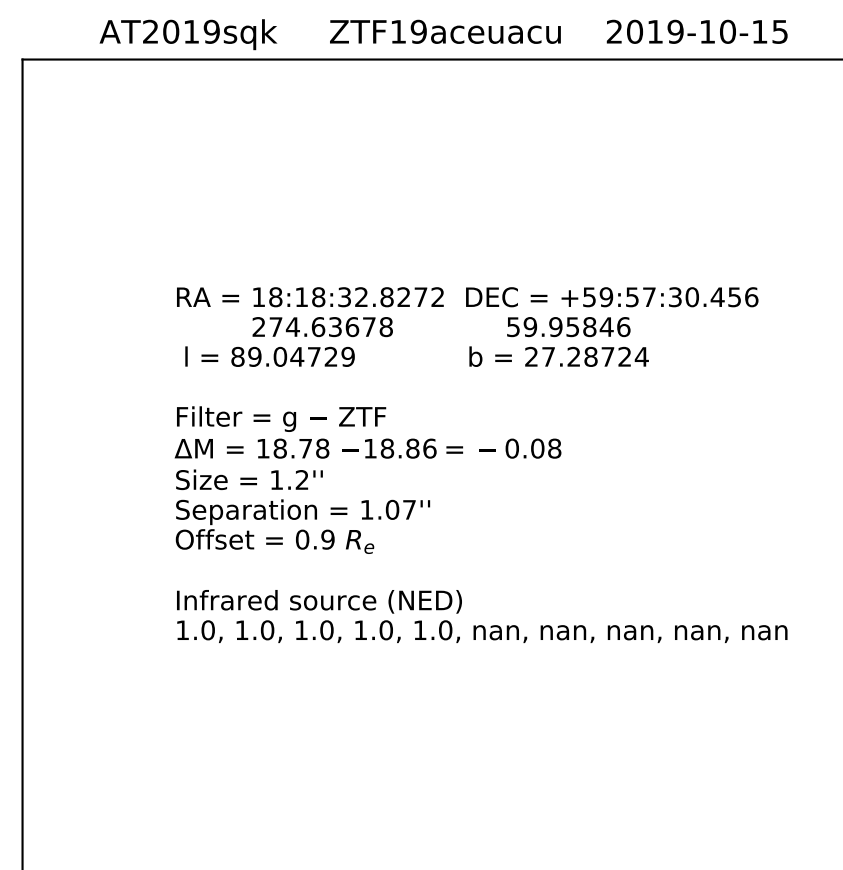 AT2019sqk ZTF19aceuacu 2019-10-15
RA = 18:18:32.8272 DEC = +59:57:30.456
274.63678 59.95846
l = 89.04729 b = 27.28724
Filter = g − ZTF
ΔM = 18.78 −18.86 = − 0.08
Size = 1.2''
Separation = 1.07''
Offset = 0.9 Re
Infrared source (NED)
1.0, 1.0, 1.0, 1.0, 1.0, nan, nan, nan, nan, nan